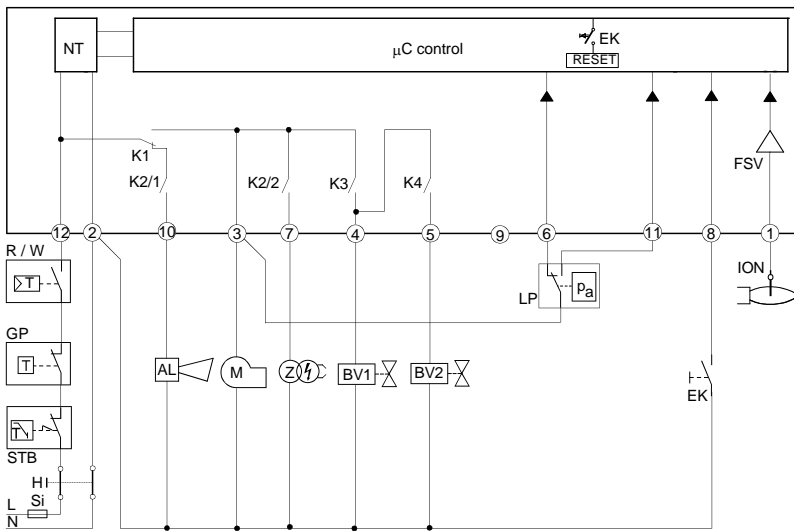 NT
µC control
EK
RESET
K1
K2/1
K2/2
K3
K4
FSV
12
2
10
3
7
4
5
9
6
11
8
1
R / W
T
GP
T
STB
T
H
Si
L
N
AL
M
Z
BV1
BV2
LP
pa
EK
ION